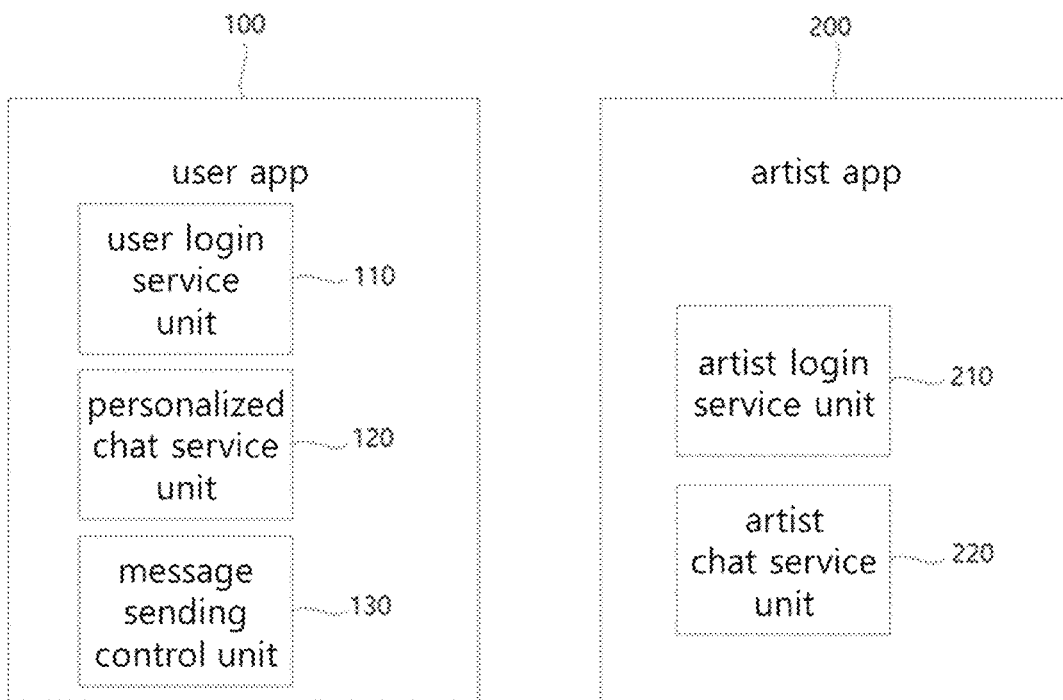 100
200
user app
user login
service
unit
110
personalized
chat service
unit
120
message
sending
control unit
130
artist app
artist login
service unit
210
artist
chat service
unit
220